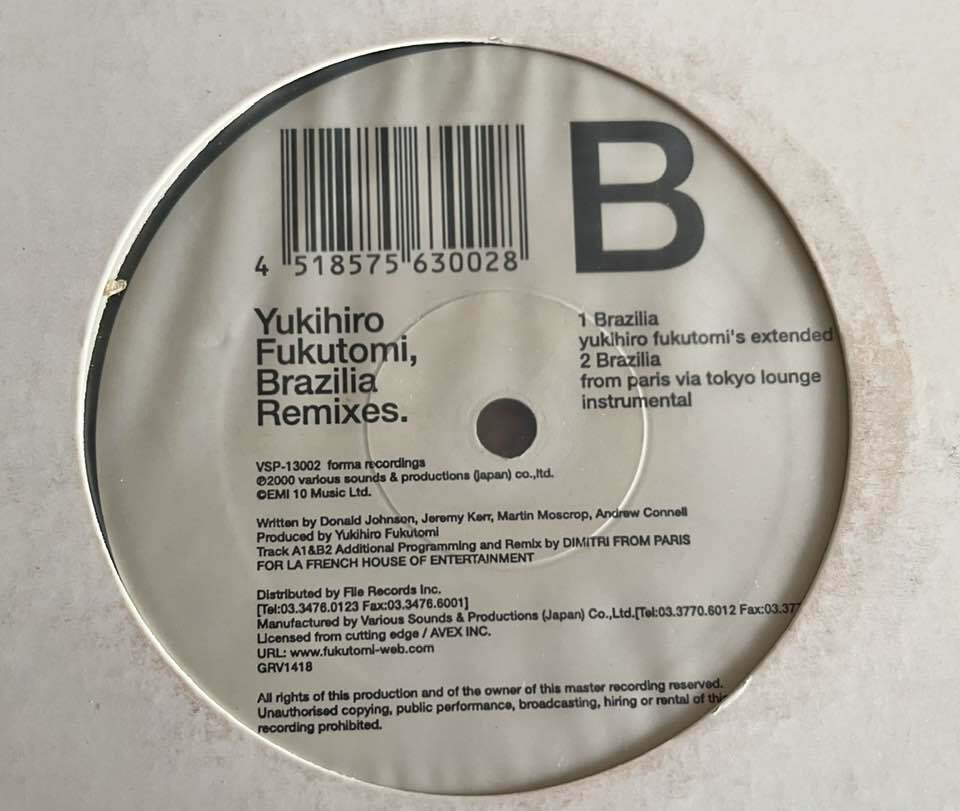 B
4 518575 630028
Yukihiro
Fukutomi,
Brazilia
Remixes.
1 Brazilia
yukihiro fukutomi's extended
2 Brazilia
from paris via tokyo lounge
instrumental
VSP-13002 forma recordings
℗2000 various sounds & productions (japan) co.,ltd.
©EMI 10 Music Ltd.
Written by Donald Johnson, Jeremy Kerr, Martin Moscrop, Andrew Connell
Produced by Yukihiro Fukutomi
Track A1&B2 Additional Programming and Remix by DIMITRI FROM PARIS
FOR LA FRENCH HOUSE OF ENTERTAINMENT
Distributed by File Records Inc.
[Tel:03.3476.0123 Fax:03.3476.6001]
Manufactured by Various Sounds & Productions (Japan) Co.,Ltd.[Tel:03.3770.6012 Fax:03.377
Licensed from cutting edge / AVEX INC.
URL: www.fukutomi-web.com
GRV1418
All rights of this production and of the owner of this master recording reserved.
Unauthorised copying, public performance, broadcasting, hiring or rental of this
recording prohibited.